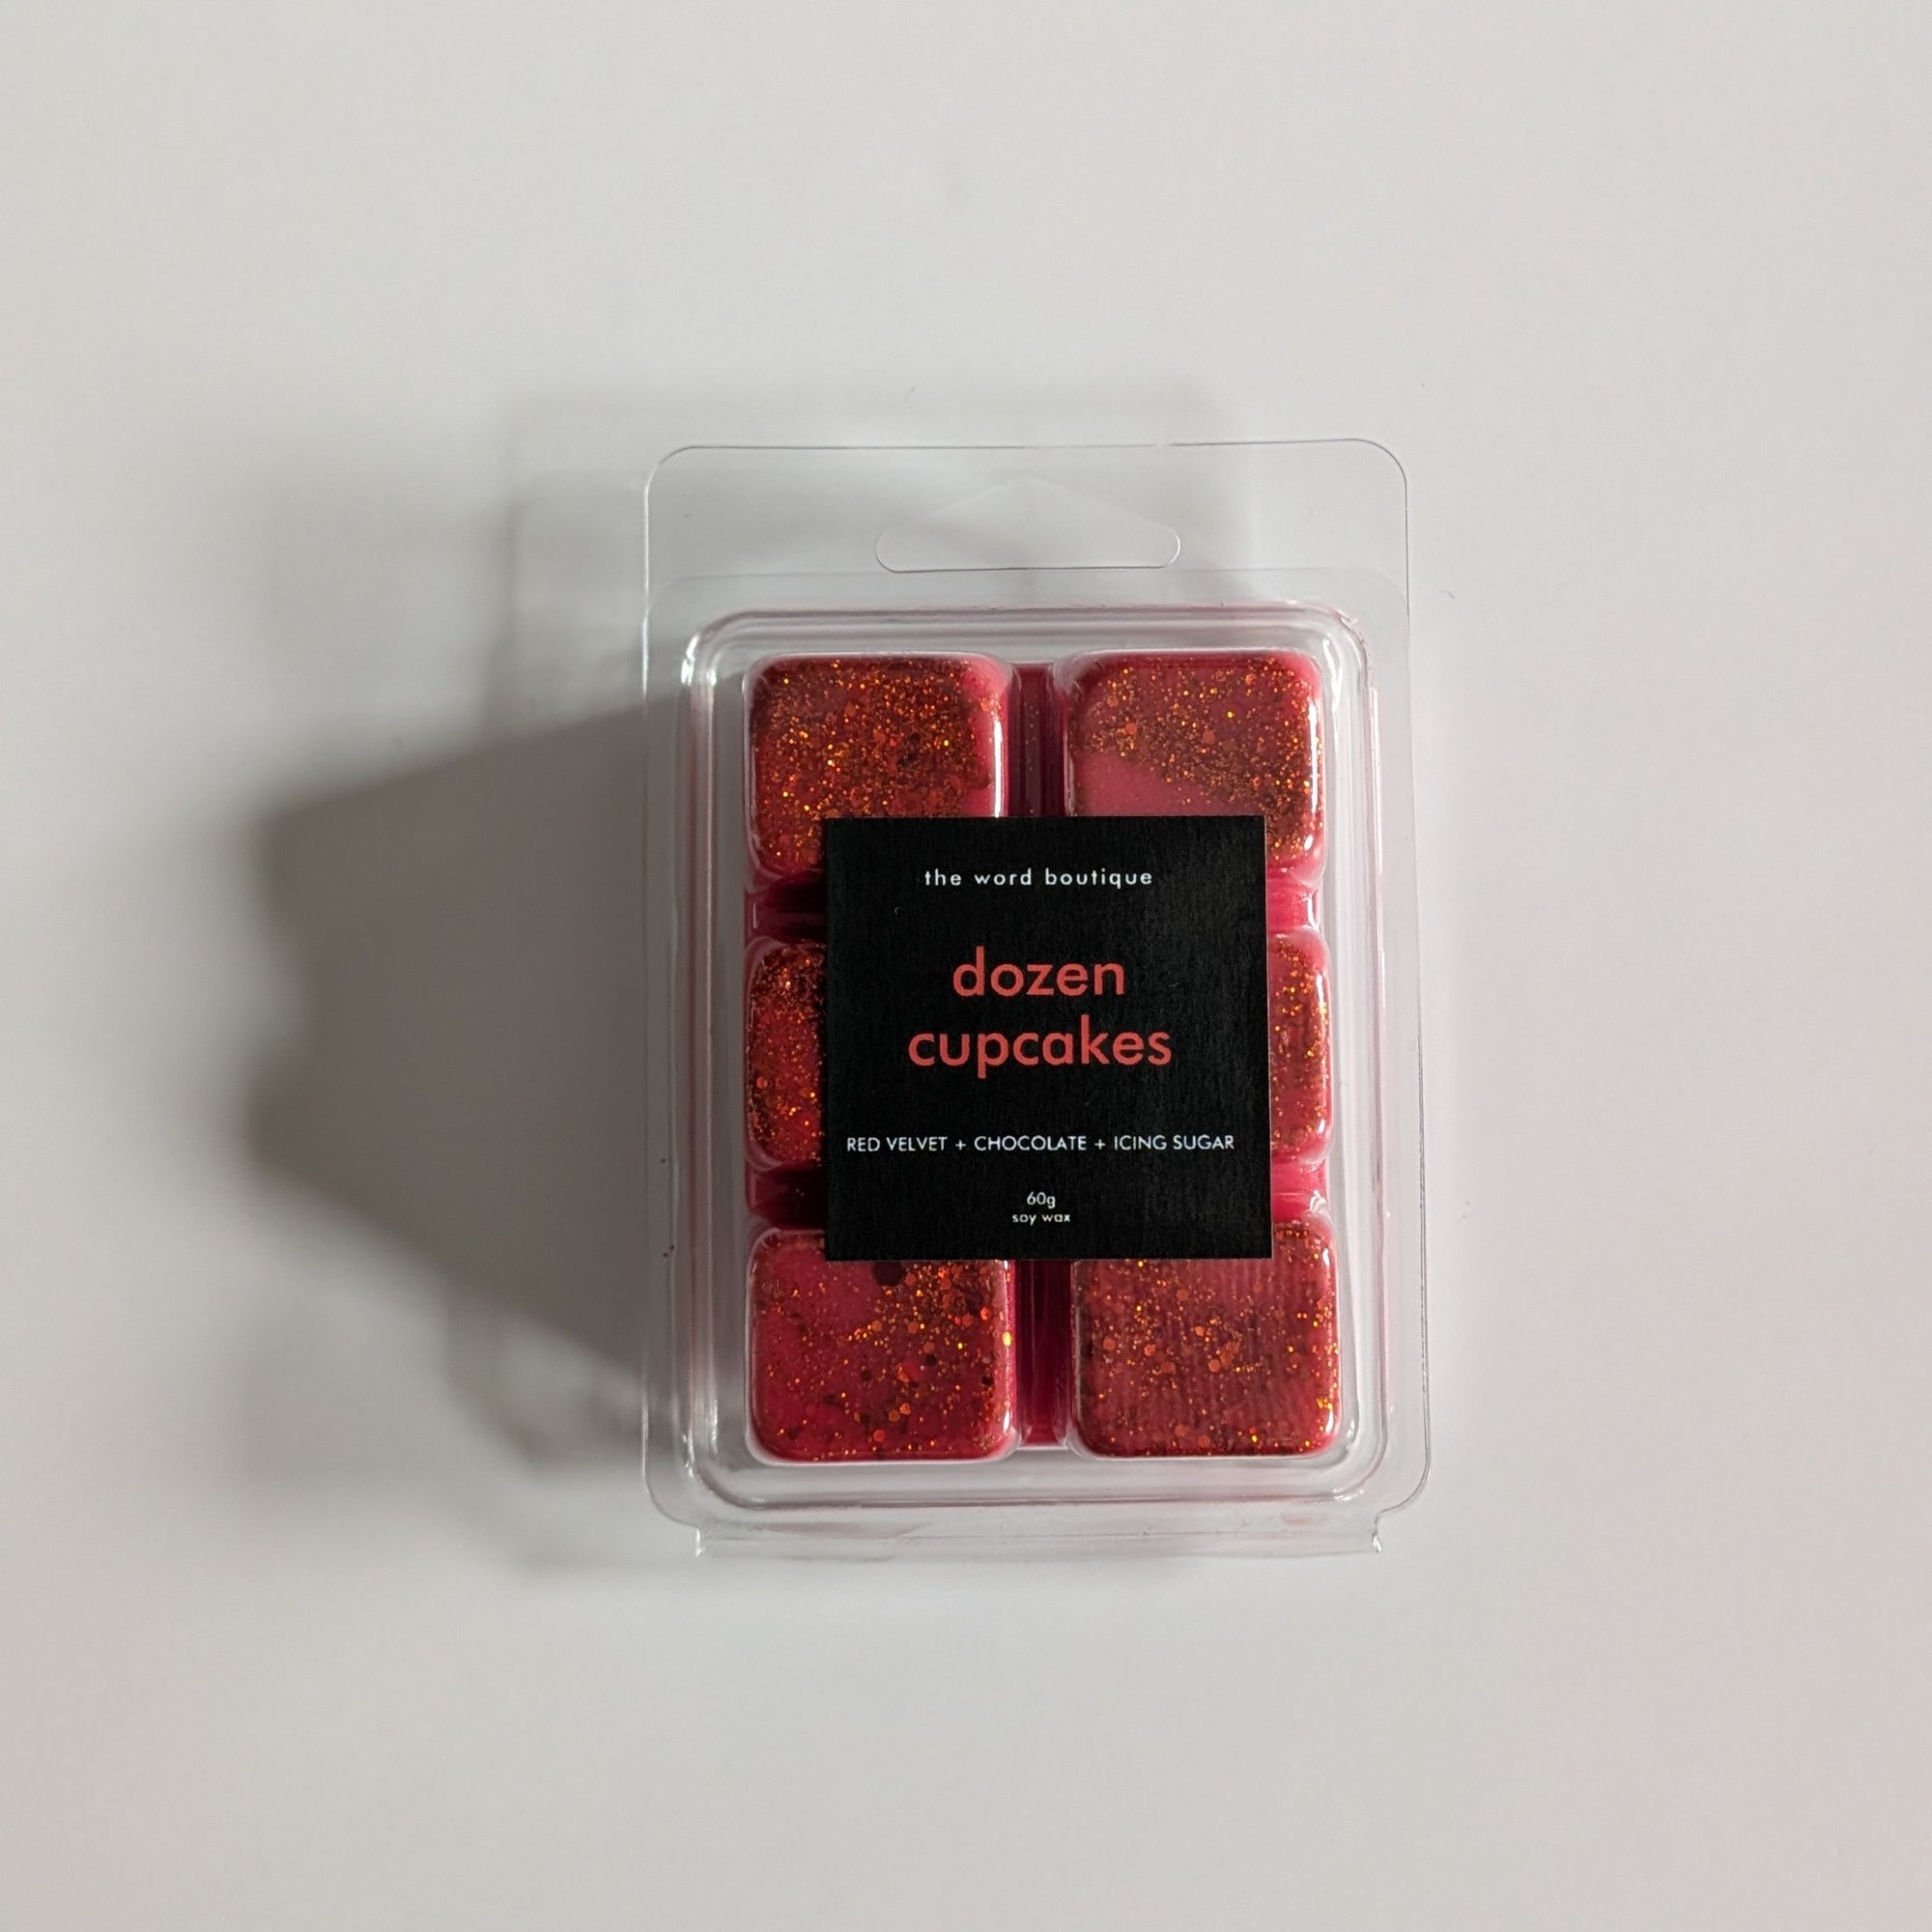 the word boutique
dozen
cupcakes
RED VELVET + CHOCOLATE + ICING SUGAR
60g
soy wax